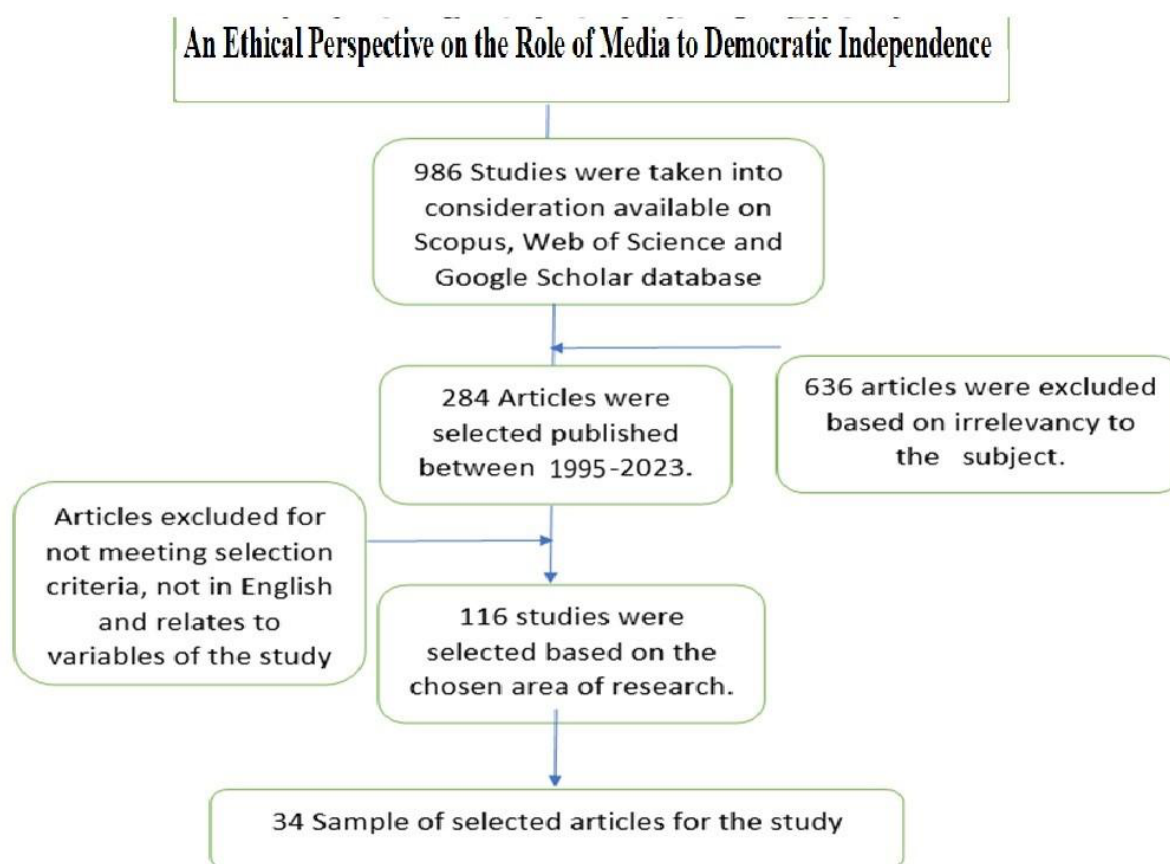 An Ethical Perspective on the Role of Media to Democratic Independence
986 Studies were taken into
consideration available on
Scopus, Web of Science and
Google Scholar database
636 articles were excluded
based on irrelevancy to
the subject.
284 Articles were
selected published
between 1995-2023.
Articles excluded for
not meeting selection
criteria, not in English
and relates to
variables of the study
116 studies were
selected based on the
chosen area of research.
34 Sample of selected articles for the study